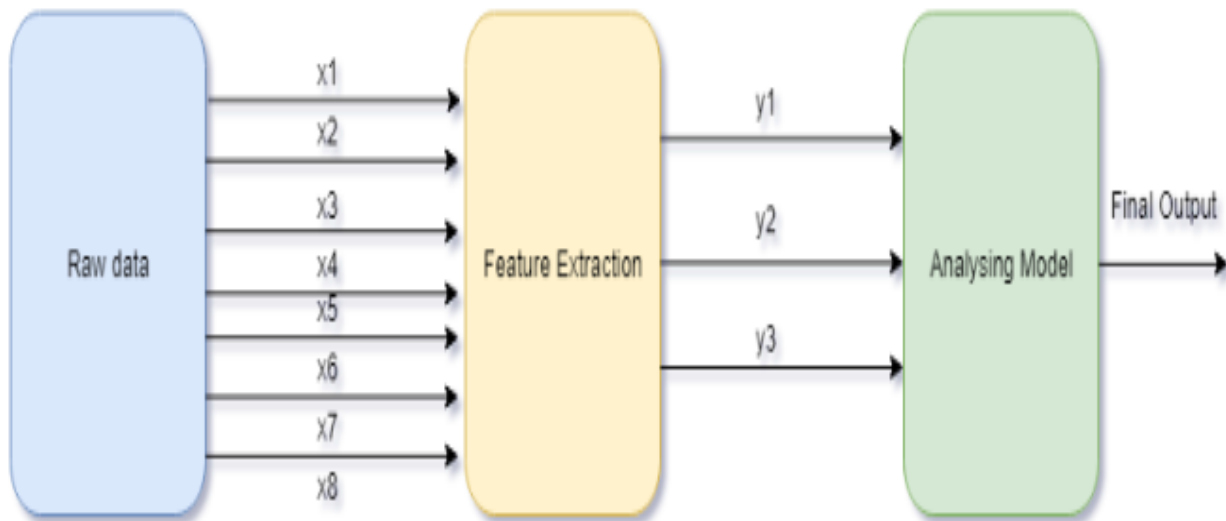 Raw data
x1
x2
x3
x4
x5
x6
x7
x8
Feature Extraction
y1
y2
y3
Analysing Model
Final Output